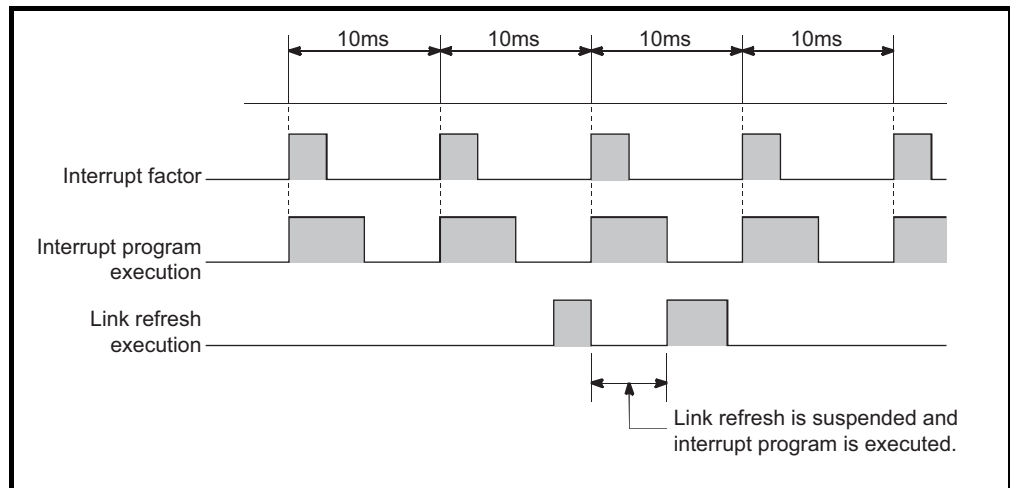 10ms 10ms 10ms 10ms
Interrupt factor
Interrupt program
execution
Link refresh
execution
Link refresh is suspended and
interrupt program is executed.